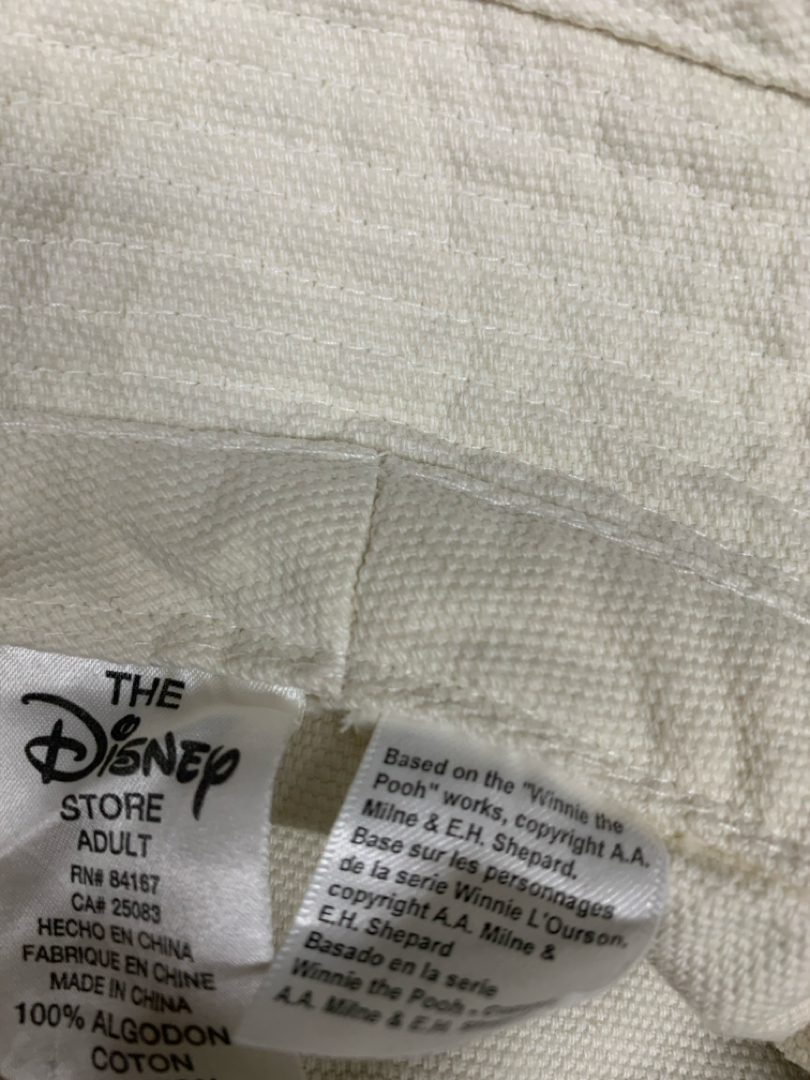 THE
Disney
STORE
ADULT
RN# 84167
CA# 25083
HECHO EN CHINA
FABRIQUE EN CHINE
MADE IN CHINA
100% ALGODON
COTON
Based on the "Winnie the
Pooh" works, copyright A.A.
Milne & E.H. Shepard.
Base sur les personnages
de la serie Winnie L'Ourson,
copyright A.A. Milne &
E.H. Shepard
Basado en la serie
Winnie the Pooh -
A.A. Milne & E.H.